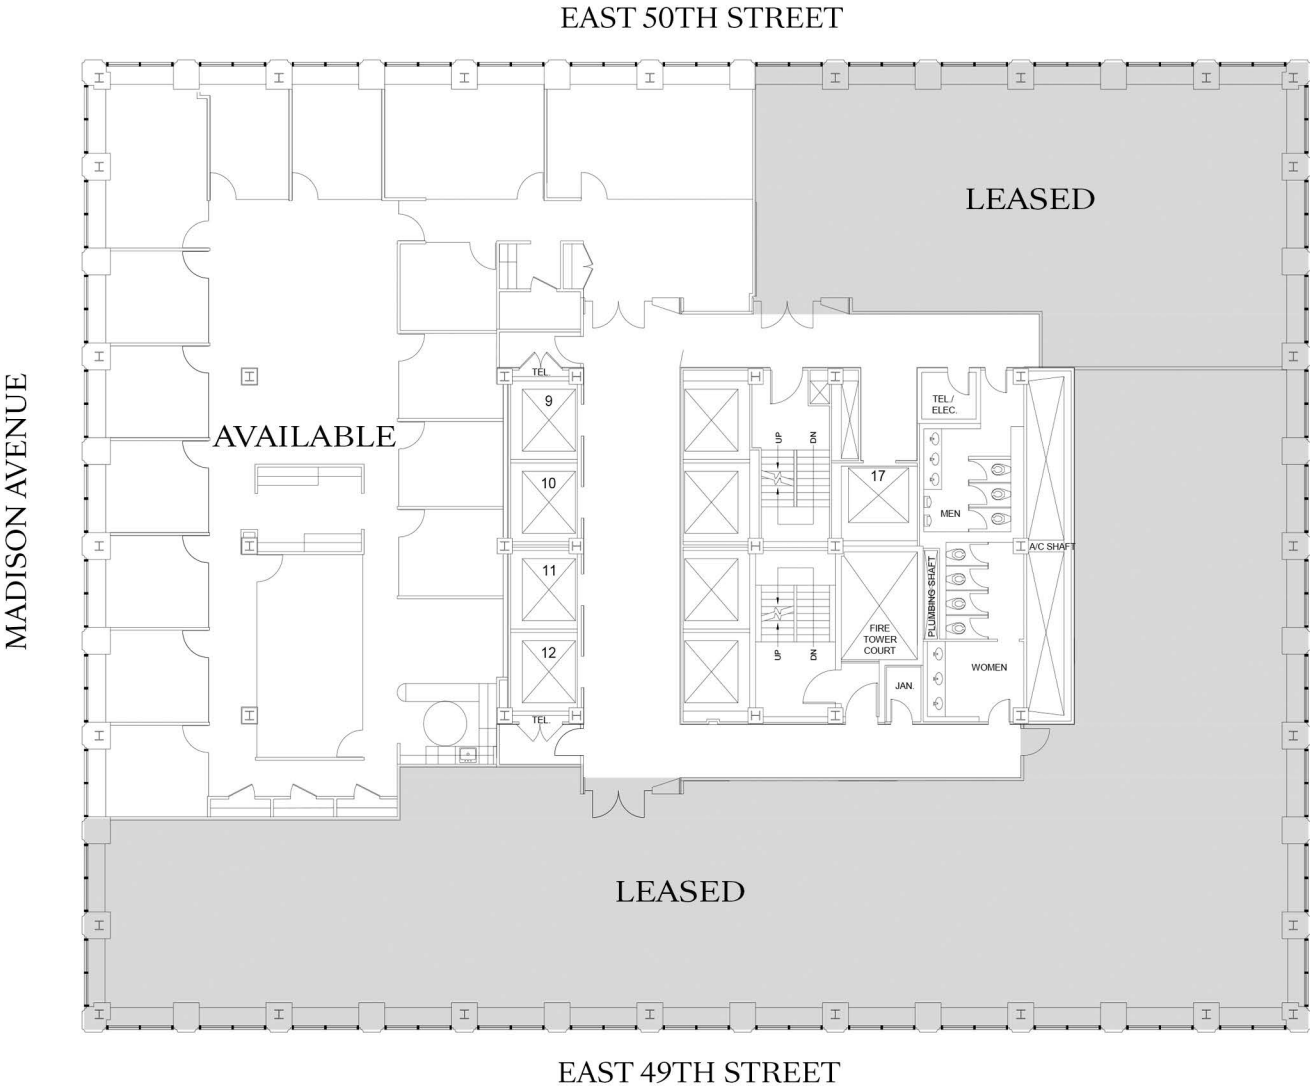 EAST 50TH STREET
LEASED
MADISON AVENUE
AVAILABLE
TEL.
9
10
11
12
TEL.
UP
DN
UP
DN
17
TEL./
ELEC.
MEN
A/C SHAFT
PLUMBING SHAFT
FIRE
TOWER
COURT
WOMEN
JAN.
LEASED
EAST 49TH STREET